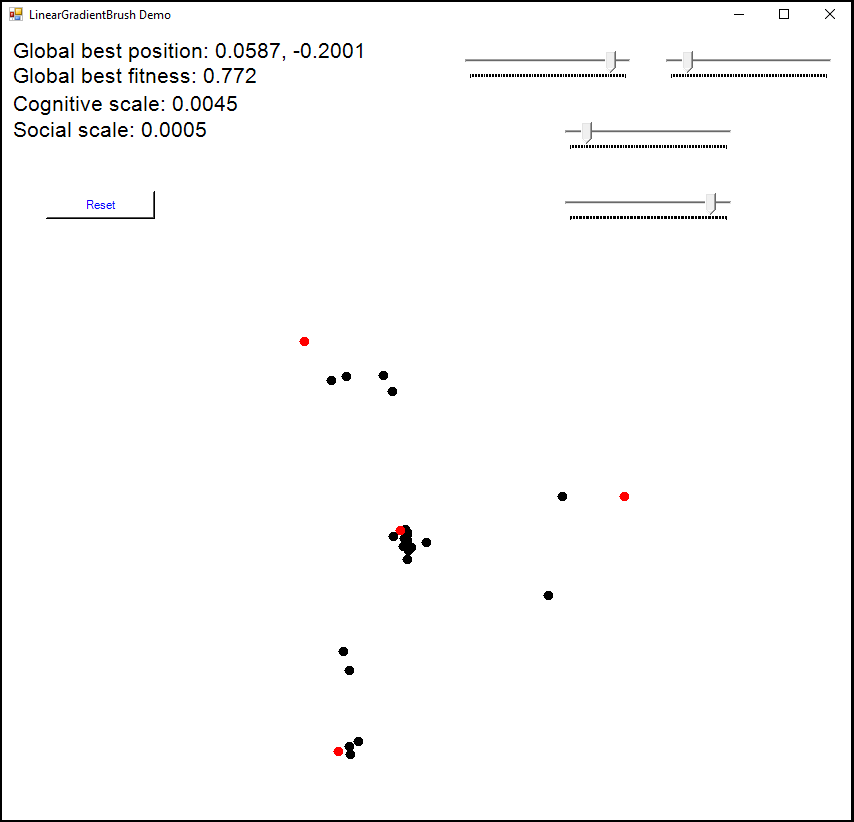 LinearGradientBrush Demo
Global best position: 0.0587, -0.2001
Global best fitness: 0.772
Cognitive scale: 0.0045
Social scale: 0.0005
Reset